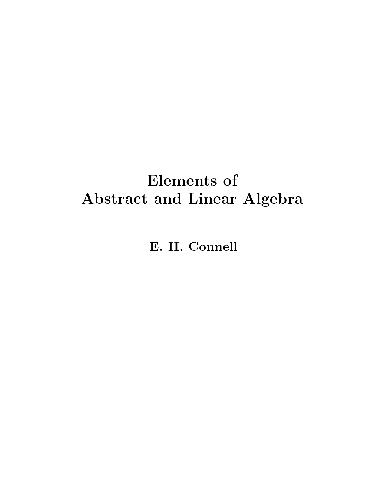 Elements of
Abstract and Linear Algebra
E. H. Connell